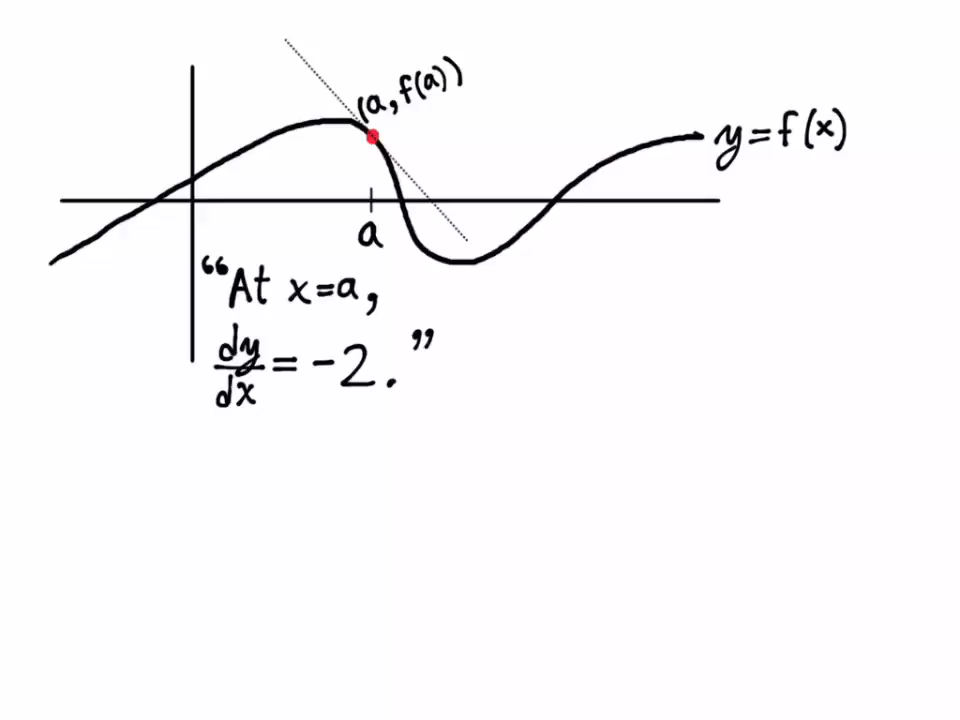 (a, f(a))
y=f(x)
a
“At x=a,
dy/dx = -2.”